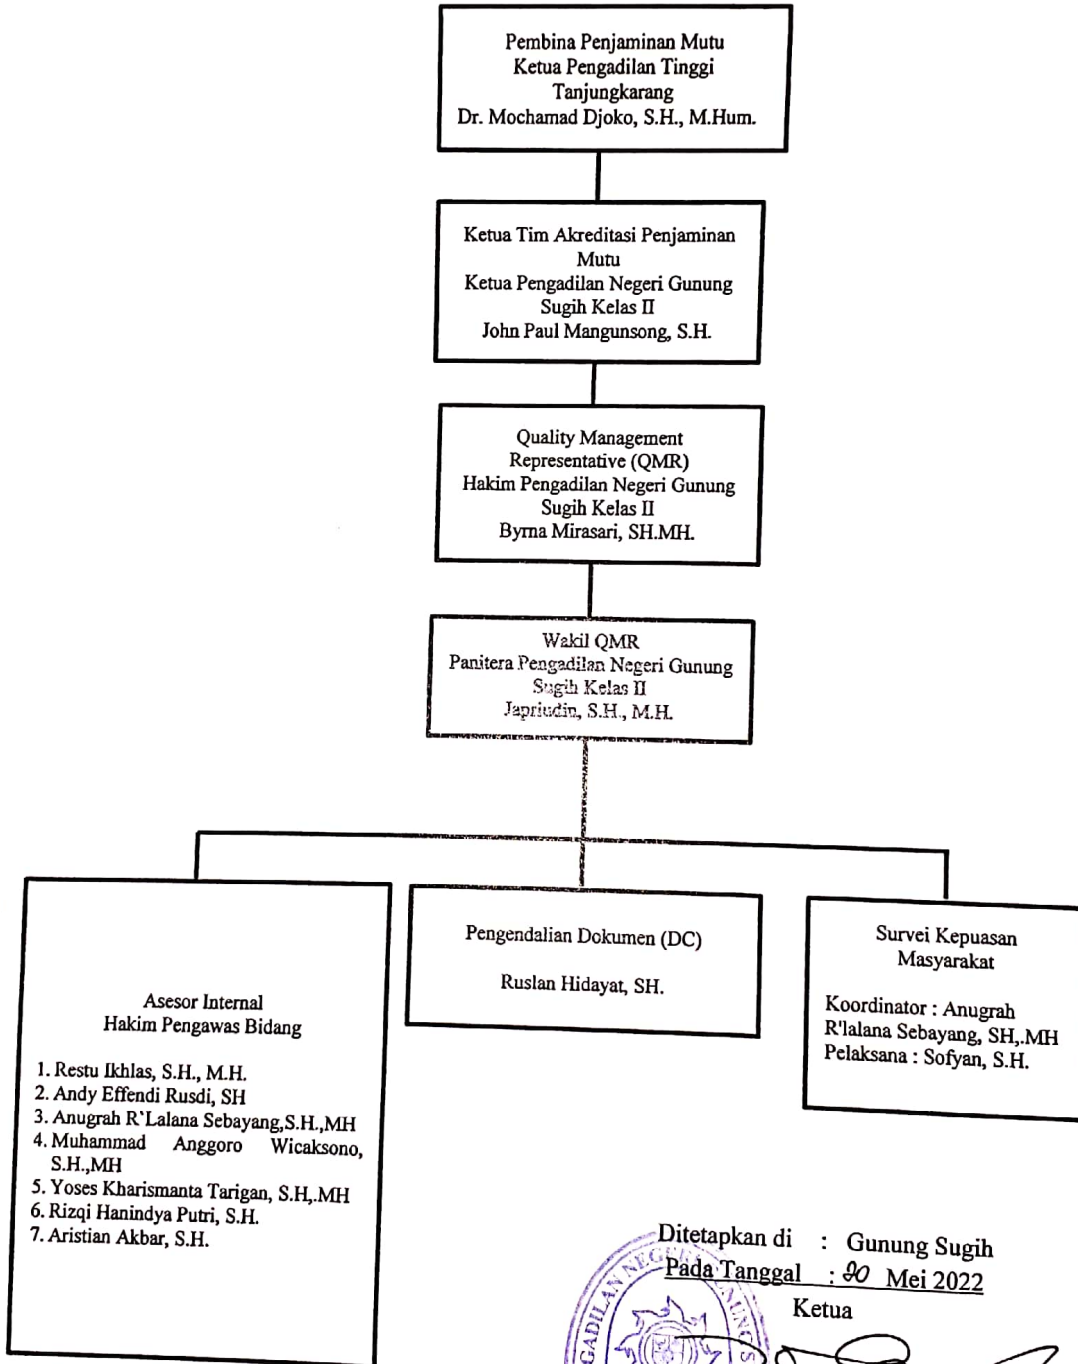 Pembina Penjaminan Mutu
Ketua Pengadilan Tinggi
Tanjungkarang
Dr. Mochamad Djoko, S.H., M.Hum.
Ketua Tim Akreditasi Penjaminan
Mutu
Ketua Pengadilan Negeri Gunung
Sugih Kelas II
John Paul Mangunsong, S.H.
Quality Management
Representative (QMR)
Hakim Pengadilan Negeri Gunung
Sugih Kelas II
Byrna Mirasari, SH.MH.
Wakil QMR
Panitera Pengadilan Negeri Gunung
Sugih Kelas II
Japriudin, S.H., M.H.
Asesor Internal
Hakim Pengawas Bidang
1. Restu Ikhlas, S.H., M.H.
2. Andy Effendi Rusdi, SH
3. Anugrah R`Lalana Sebayang,S.H.,MH
4. Muhammad Anggoro Wicaksono,
S.H.,MH
5. Yoses Kharismanta Tarigan, S.H,.MH
6. Rizqi Hanindya Putri, S.H.
7. Aristian Akbar, S.H.
Pengendalian Dokumen (DC)
Ruslan Hidayat, SH.
Survei Kepuasan
Masyarakat
Koordinator : Anugrah
R'lalana Sebayang, SH,.MH
Pelaksana : Sofyan, S.H.
Ditetapkan di : Gunung Sugih
Pada Tanggal : 20 Mei 2022
Ketua